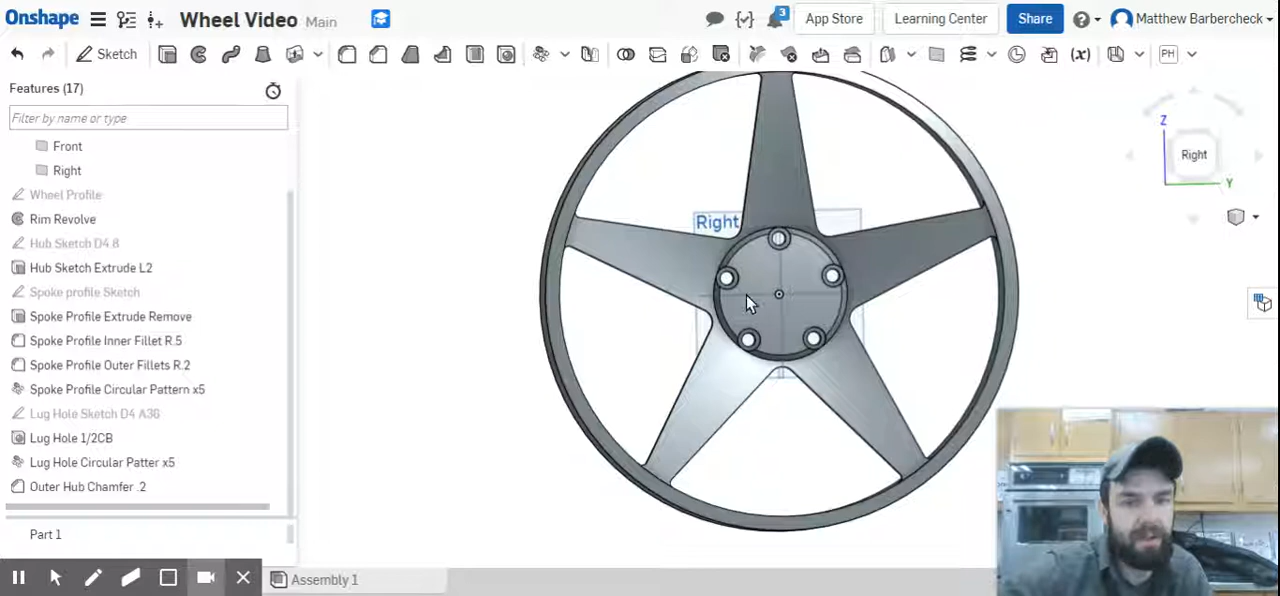 Onshape
Wheel Video Main
3
App Store
Learning Center
Share
Matthew Barbercheck
Sketch
(x)
PH
Features (17)
Filter by name or type
Front
Right
Wheel Profile
Rim Revolve
Hub Sketch D4.8
Hub Sketch Extrude L2
Spoke profile Sketch
Spoke Profile Extrude Remove
Spoke Profile Inner Fillet R.5
Spoke Profile Outer Fillets R.2
Spoke Profile Circular Pattern x5
Lug Hole Sketch D4 A36
Lug Hole 1/2CB
Lug Hole Circular Patter x5
Outer Hub Chamfer .2
Part 1
Assembly 1
Right
Z
Right
Y